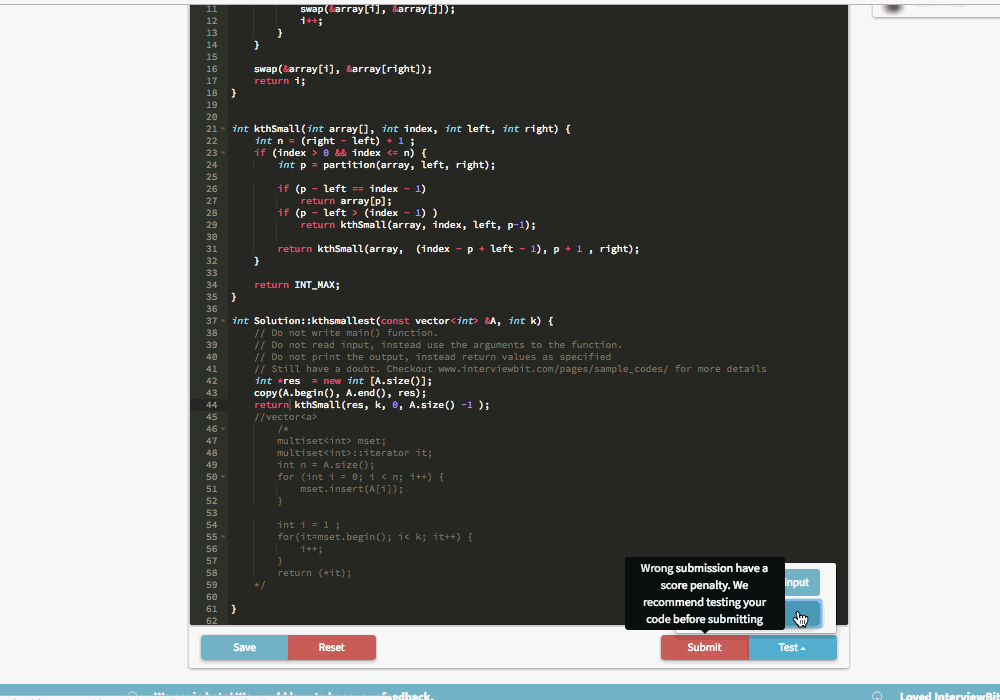 11 swap(&array[i], &array[j]);
12 i++;
13 }
14 }
15
16 swap(&array[i], &array[right]);
17 return i;
18 }
19
20
21 int kthSmall(int array[], int index, int left, int right) {
22 int n = (right - left) + 1 ;
23 if (index > 0 && index <= n) {
24 int p = partition(array, left, right);
25
26 if (p - left == index - 1)
27 return array[p];
28 if (p - left > (index - 1) )
29 return kthSmall(array, index, left, p-1);
30
31 return kthSmall(array,  (index - p + left - 1), p + 1 , right);
32 }
33
34 return INT_MAX;
35 }
36
37 int Solution::kthsmallest(const vector<int> &A, int k) {
38 // Do not write main() function.
39 // Do not read input, instead use the arguments to the function.
40 // Do not print the output, instead return values as specified
41 // Still have a doubt. Checkout www.interviewbit.com/pages/sample_codes/ for more details
42 int *res  = new int [A.size()];
43 copy(A.begin(), A.end(), res);
44 return kthSmall(res, k, 0, A.size() -1 );
45 //vector<a>
46 /*
47 multiset<int> mset;
48 multiset<int>::iterator it;
49 int n = A.size();
50 for (int i = 0; i < n; i++) {
51 mset.insert(A[i]);
52 }
53
54 int i = 1 ;
55 for(it=mset.begin(); i< k; it++) {
56 i++;
57 }
58 return (*it);
59 */
60
61 }
62
Wrong submission have a
score penalty. We
recommend testing your
code before submitting
input
Save Reset Submit Test
feedback.
Loved InterviewBit